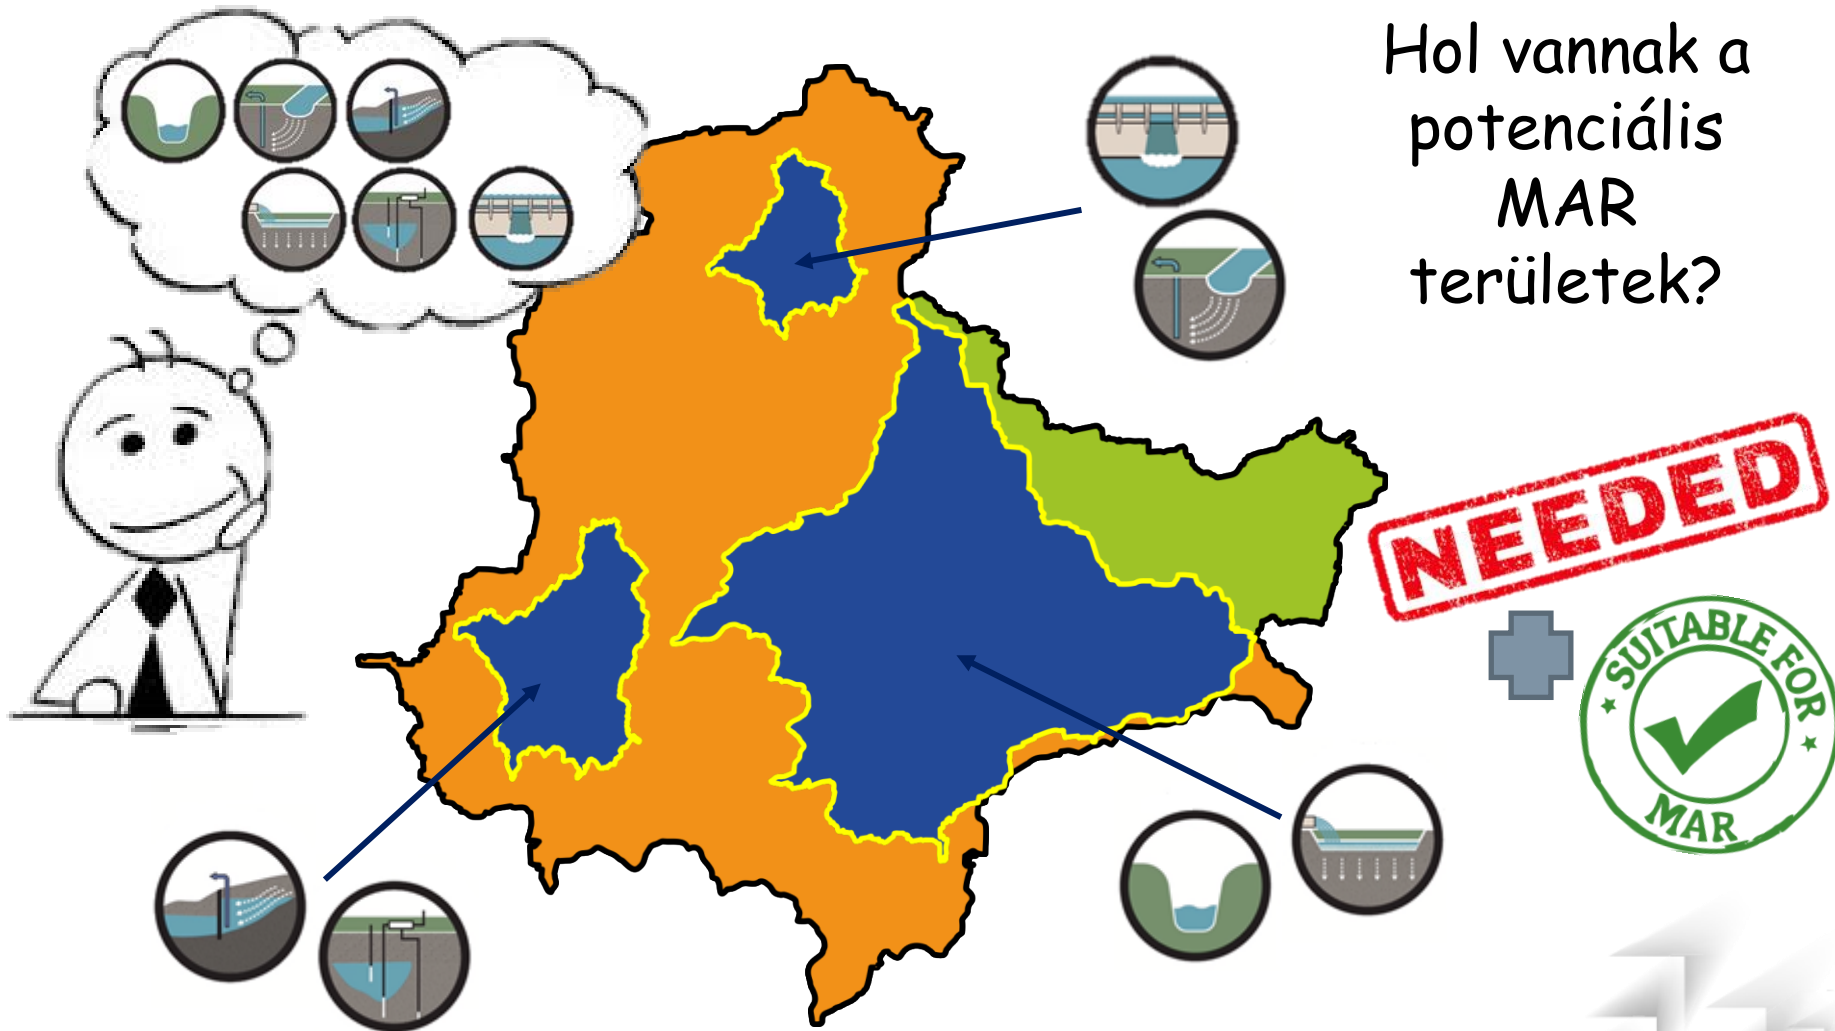 Hol vannak a
potenciális
MAR
területek?
NEEDED
SUITABLE FOR
MAR